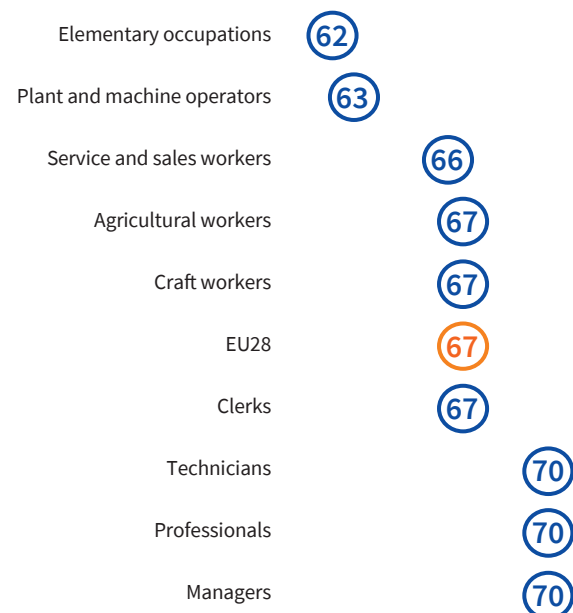 Elementary occupations 62
Plant and machine operators 63
Service and sales workers 66
Agricultural workers 67
Craft workers 67
EU28 67
Clerks 67
Technicians 70
Professionals 70
Managers 70